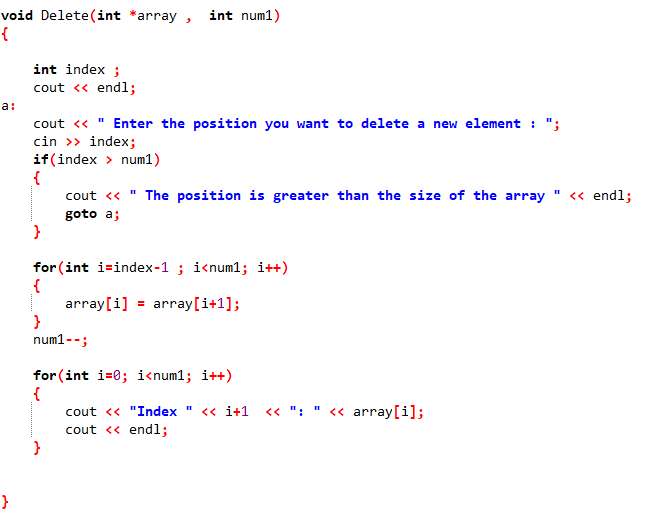 void Delete(int *array ,  int num1)
{
    int index ;
    cout << endl;
a:
    cout << " Enter the position you want to delete a new element : ";
    cin >> index;
    if(index > num1)
    {
        cout << " The position is greater than the size of the array " << endl;
        goto a;
    }
    for(int i=index-1 ; i<num1; i++)
    {
        array[i] = array[i+1];
    }
    num1--;
    for(int i=0; i<num1; i++)
    {
        cout << "Index " << i+1  << ": " << array[i];
        cout << endl;
    }
}